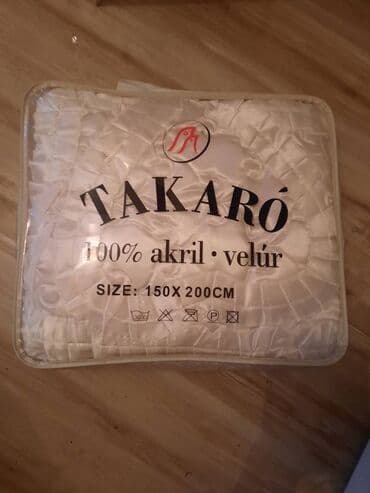 TAKARÓ
100% akril · velúr
SIZE: 150X200CM
P